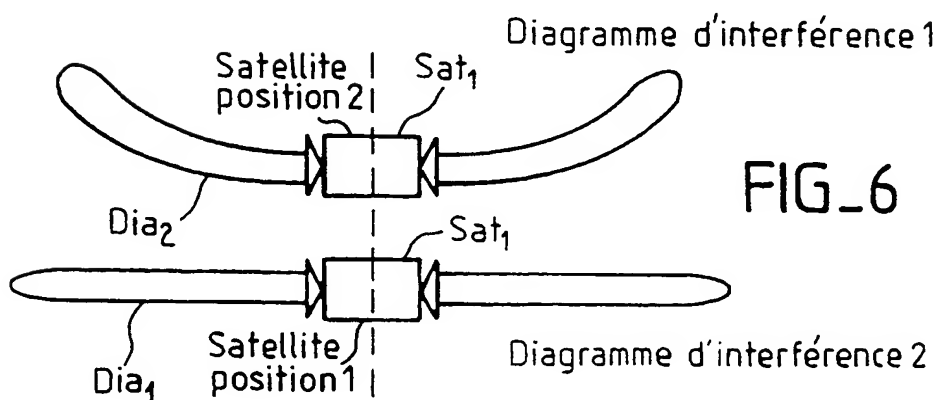 Diagramme d'interférence 1
Satellite
position 2
Sat₁
Dia₂
FIG_6
Sat₁
Satellite
position 1
Dia₁
Diagramme d'interférence 2